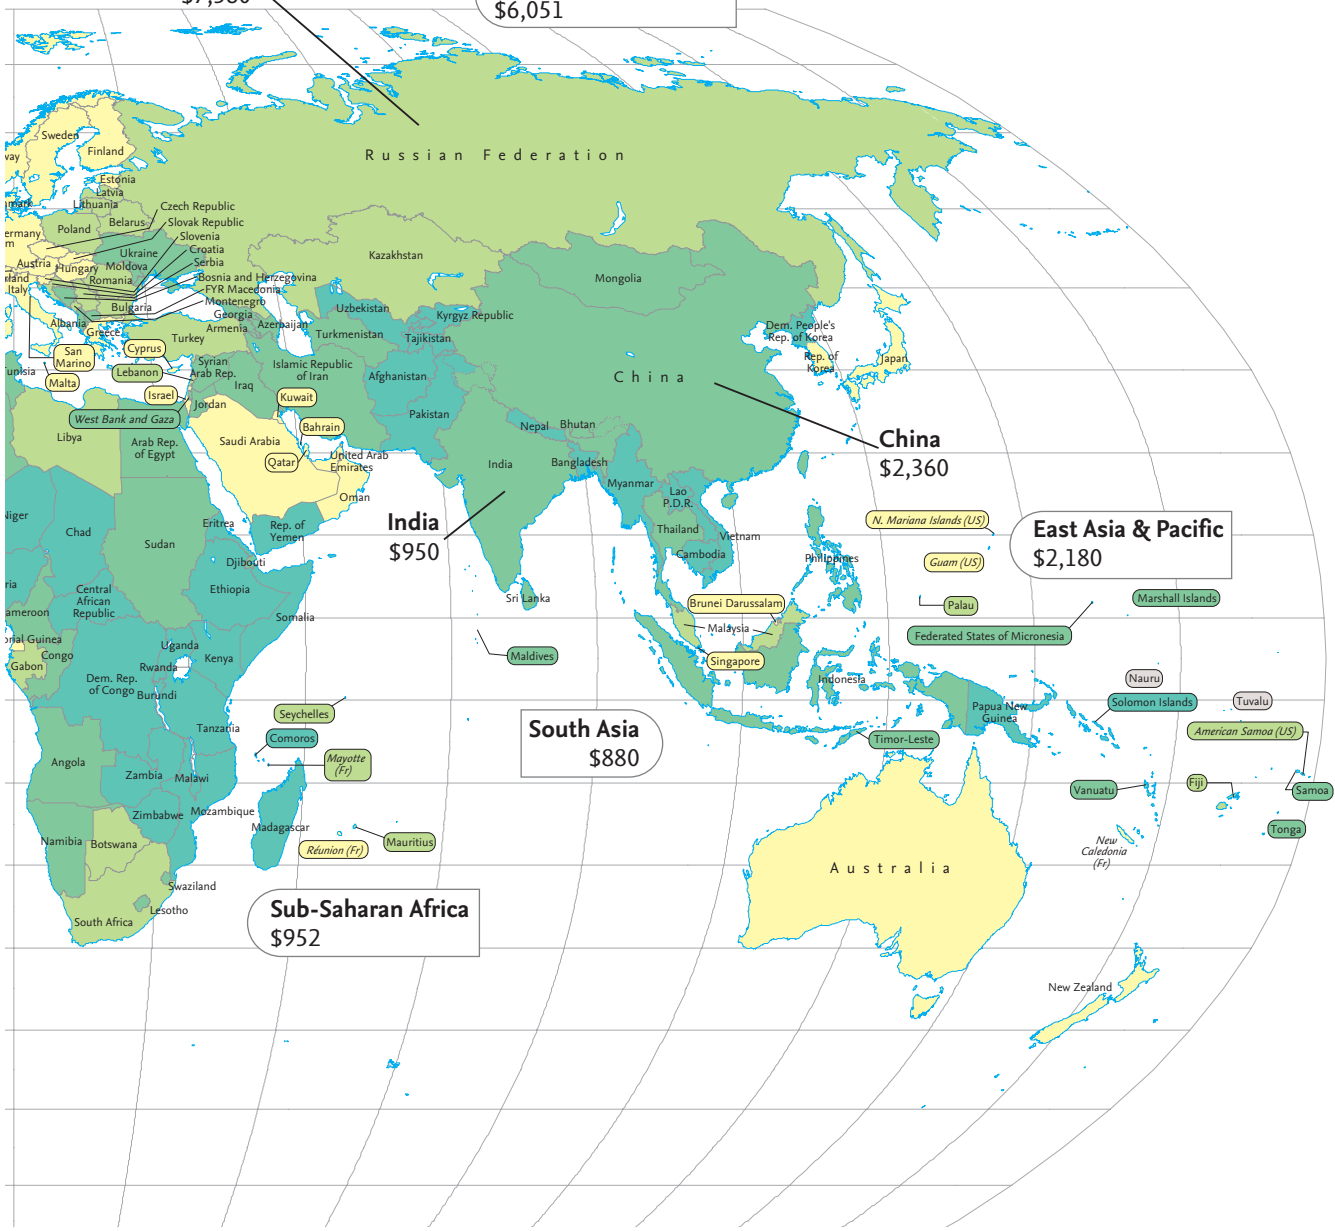 $6,051
Russian Federation
Sweden
Finland
Estonia
Latvia
Lithuania
Czech Republic
Slovak Republic
Slovenia
Croatia
Serbia
Bosnia and Herzegovina
FYR Macedonia
Montenegro
Belarus
Poland
Ukraine
Austria
Hungary
Moldova
Romania
Italy
Bulgaria
Georgia
Albania
Greece
Armenia
Azerbaijan
Turkey
Kazakhstan
Mongolia
Uzbekistan
Kyrgyz Republic
Turkmenistan
Tajikistan
Dem. People's
Rep. of Korea
Rep. of
Korea
Japan
San
Marino
Cyprus
Malta
Lebanon
Syrian
Arab Rep.
Iraq
Islamic Republic
of Iran
Afghanistan
China
Israel
Kuwait
Jordan
West Bank and Gaza
Pakistan
Libya
Arab Rep.
of Egypt
Saudi Arabia
Bahrain
Qatar
United Arab
Emirates
Oman
Nepal
Bhutan
India
Bangladesh
Myanmar
Lao
P.D.R.
China
$2,360
Chad
Sudan
Eritrea
Rep. of
Yemen
India
$950
Thailand
Vietnam
Cambodia
Philippines
N. Mariana Islands (US)
Guam (US)
East Asia & Pacific
$2,180
Djibouti
Ethiopia
Central
African
Republic
Somalia
Sri Lanka
Brunei Darussalam
Palau
Marshall Islands
Federated States of Micronesia
Malaysia
Maldives
Singapore
Congo
Gabon
Uganda
Kenya
Rwanda
Dem. Rep.
of Congo
Burundi
Indonesia
Nauru
Papua New
Guinea
Solomon Islands
Tuvalu
Tanzania
Seychelles
Comoros
South Asia
$880
Timor-Leste
American Samoa (US)
Angola
Zambia
Malawi
Mayotte
(Fr)
Vanuatu
Fiji
Samoa
Mozambique
Zimbabwe
Madagascar
Tonga
Namibia
Botswana
Réunion (Fr)
Mauritius
New
Caledonia
(Fr)
Australia
Swaziland
Lesotho
South Africa
Sub-Saharan Africa
$952
New Zealand